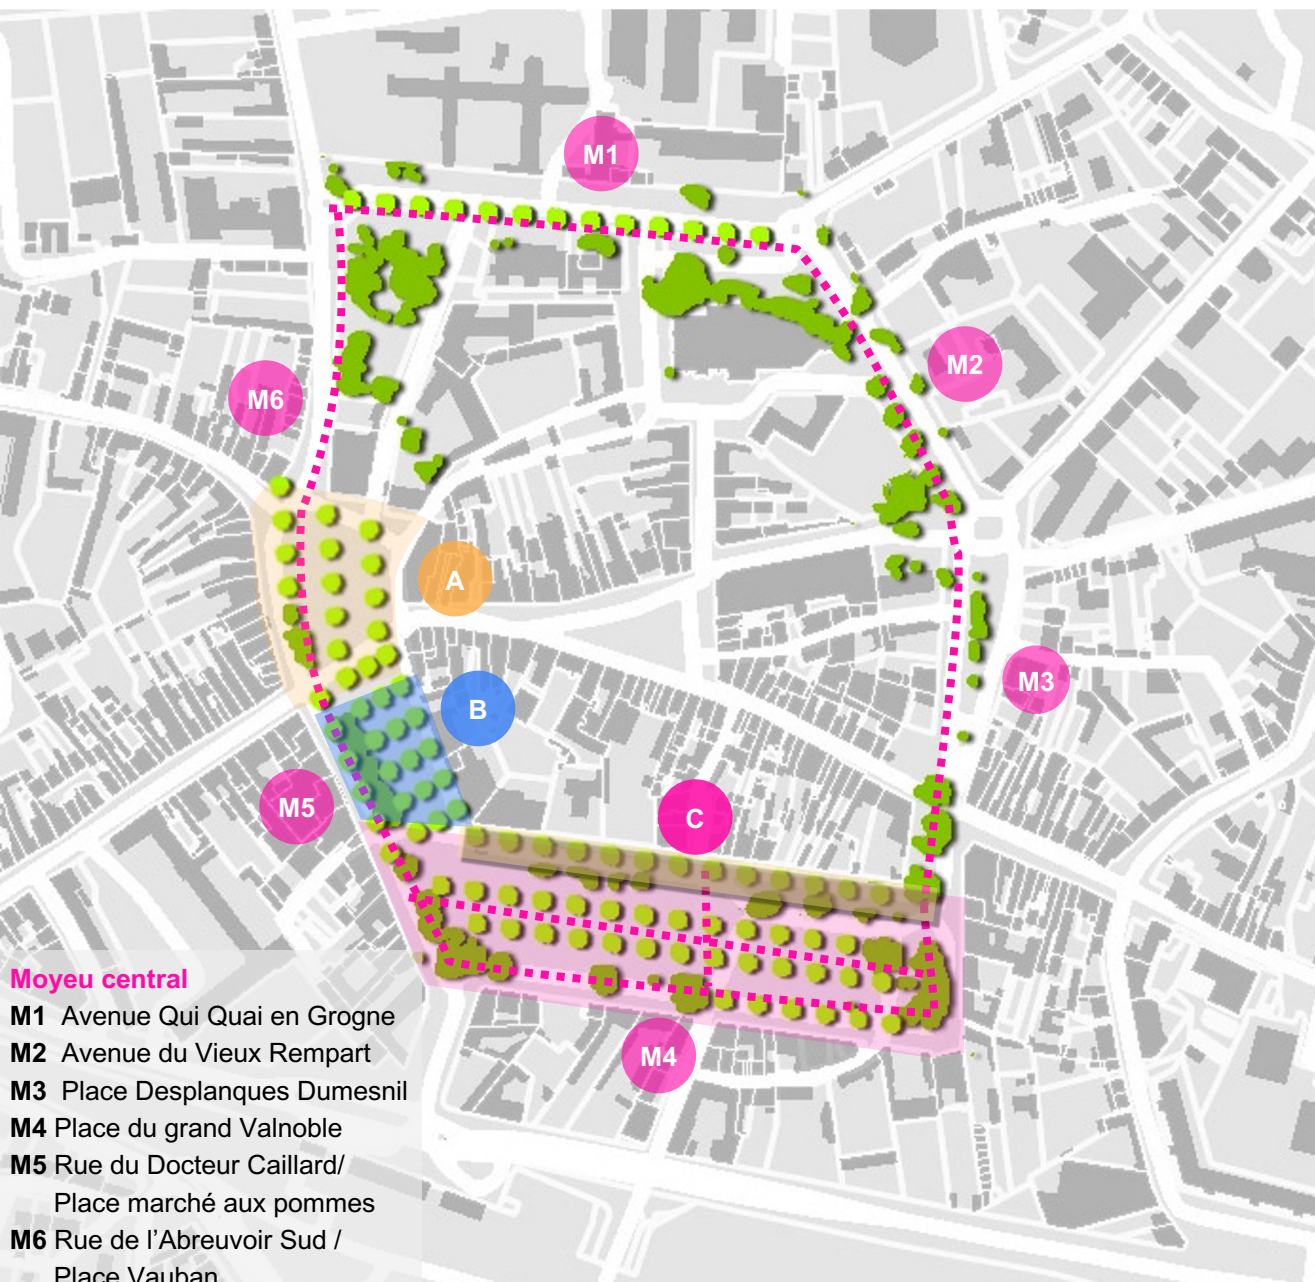 M1
M2
M6
A
B
M3
M5
C
M4
Moyeu central
M1 Avenue Qui Quai en Grogne
M2 Avenue du Vieux Rempart
M3 Place Desplanques Dumesnil
M4 Place du grand Valnoble
M5 Rue du Docteur Caillard/
Place marché aux pommes
M6 Rue de l’Abreuvoir Sud /
Place Vauban